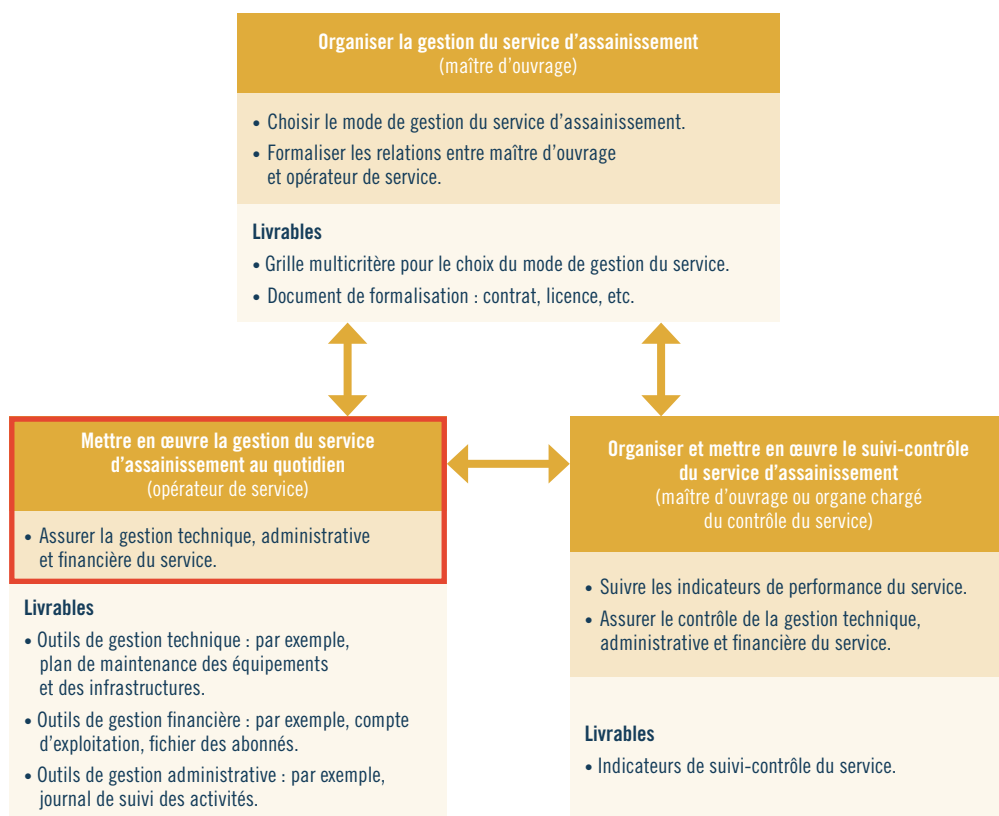 Organiser la gestion du service d'assainissement
(maître d'ouvrage)
• Choisir le mode de gestion du service d'assainissement.
• Formaliser les relations entre maître d'ouvrage
et opérateur de service.
Livrables
• Grille multicritère pour le choix du mode de gestion du service.
• Document de formalisation : contrat, licence, etc.
Mettre en œuvre la gestion du service
d'assainissement au quotidien
(opérateur de service)
• Assurer la gestion technique, administrative
et financière du service.
Livrables
• Outils de gestion technique : par exemple,
plan de maintenance des équipements
et des infrastructures.
• Outils de gestion financière : par exemple, compte
d'exploitation, fichier des abonnés.
• Outils de gestion administrative : par exemple,
journal de suivi des activités.
Organiser et mettre en œuvre le suivi-contrôle
du service d'assainissement
(maître d'ouvrage ou organe chargé
du contrôle du service)
• Suivre les indicateurs de performance du service.
• Assurer le contrôle de la gestion technique,
administrative et financière du service.
Livrables
• Indicateurs de suivi-contrôle du service.